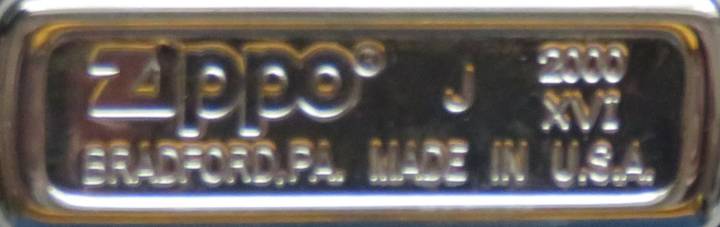 Zippo® J 2000
XVI
BRADFORD, PA. MADE IN U.S.A.